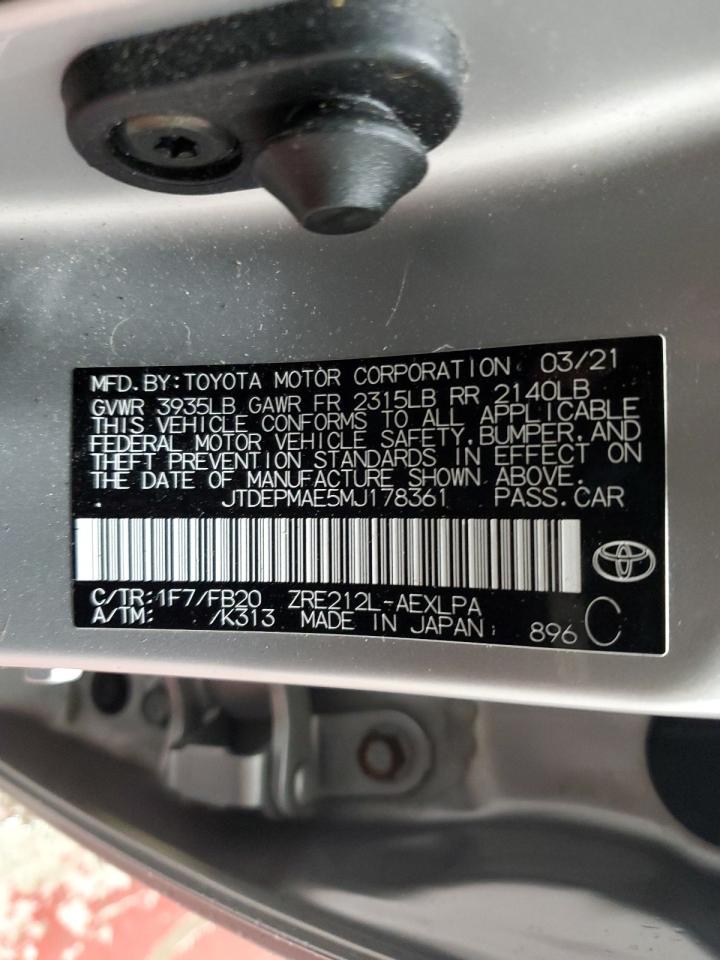 MFD. BY: TOYOTA MOTOR CORPORATION 03/21
GVWR 3935LB GAWR FR 2315LB RR 2140LB
THIS VEHICLE CONFORMS TO ALL APPLICABLE
FEDERAL MOTOR VEHICLE SAFETY, BUMPER, AND
THEFT PREVENTION STANDARDS IN EFFECT ON
THE DATE OF MANUFACTURE SHOWN ABOVE.
JTDEPMAE5MJ178361 PASS. CAR
C/TR: 1F7/FB20 ZRE212L-AEXLPA
A/TM: /K313 MADE IN JAPAN 896 C